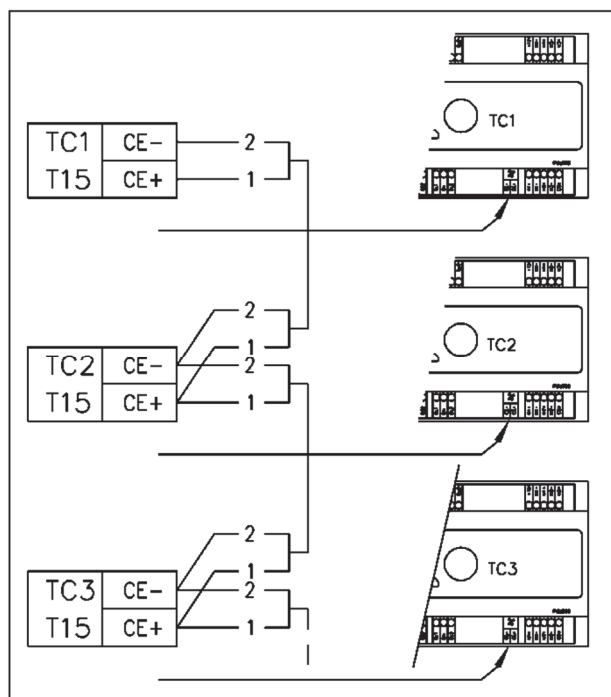 TC1 CE- 2
T15 CE+ 1
TC1
2
1
TC2 CE- 2
T15 CE+ 1
TC2
2
1
TC3 CE- 2
T15 CE+ 1
TC3